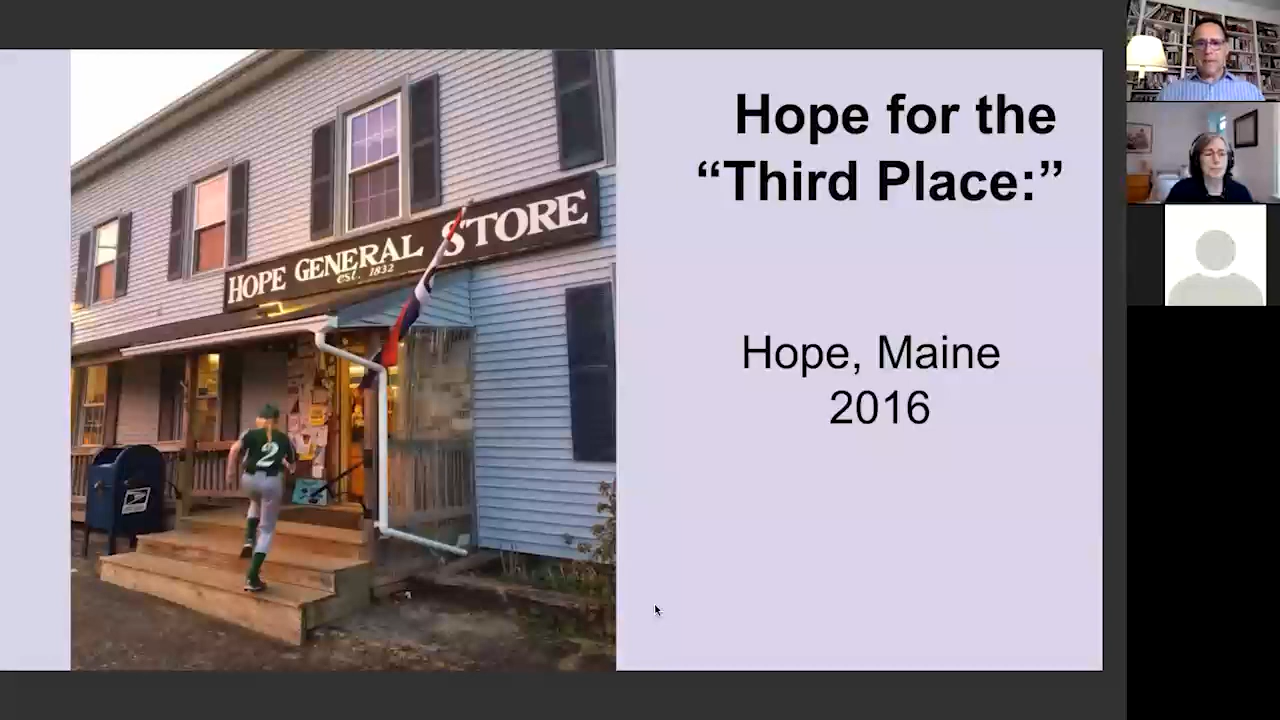 Hope for the
“Third Place:”
Hope, Maine
2016
HOPE GENERAL STORE
est. 1832
2